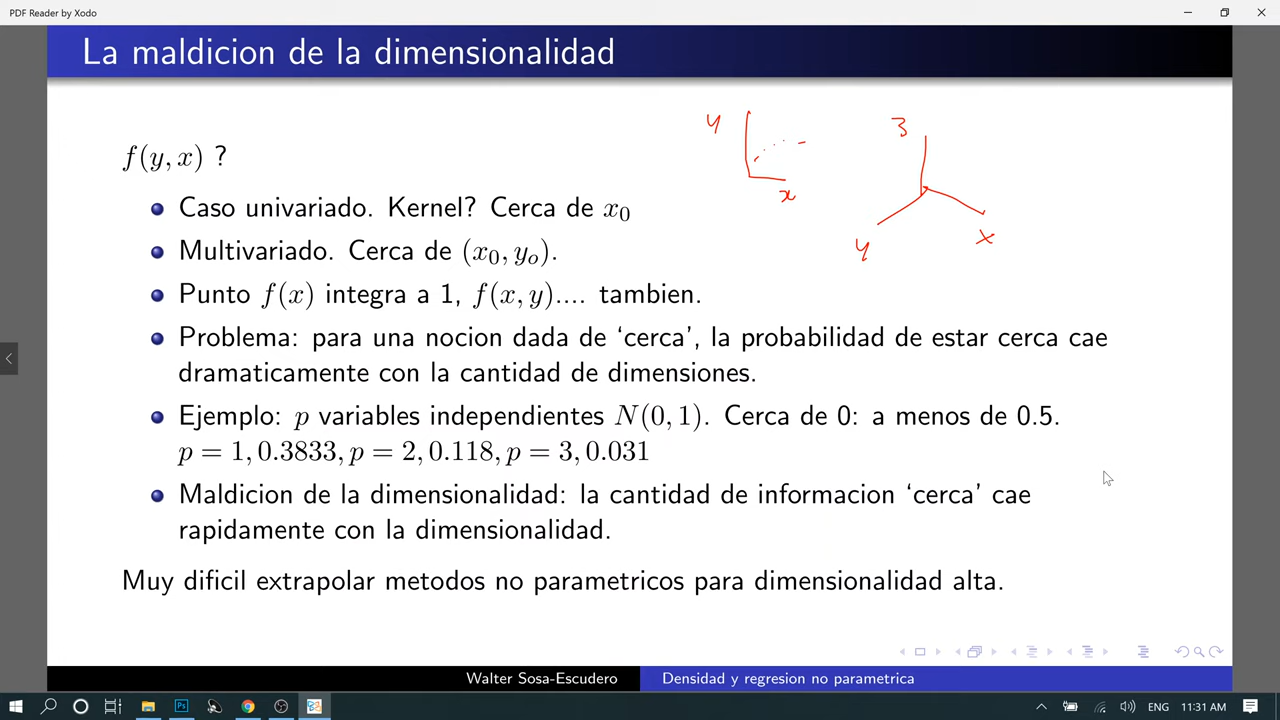 PDF Reader by Xodo
La maldicion de la dimensionalidad
y
x
3
y
x
f(y, x) ?
Caso univariado. Kernel? Cerca de x₀
Multivariado. Cerca de (x₀, yₒ).
Punto f(x) integra a 1, f(x, y).... tambien.
Problema: para una nocion dada de ‘cerca’, la probabilidad de estar cerca cae
dramaticamente con la cantidad de dimensiones.
Ejemplo: p variables independientes N(0, 1). Cerca de 0: a menos de 0.5.
p = 1, 0.3833, p = 2, 0.118, p = 3, 0.031
Maldicion de la dimensionalidad: la cantidad de informacion ‘cerca’ cae
rapidamente con la dimensionalidad.
Muy dificil extrapolar metodos no parametricos para dimensionalidad alta.
Walter Sosa-Escudero
Densidad y regresion no parametrica
Ps
ENG
11:31 AM